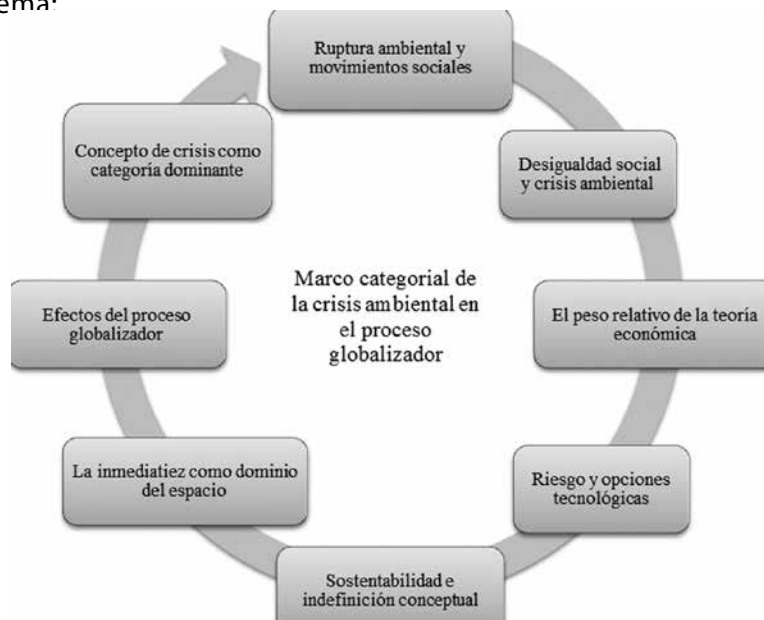 ema:
Ruptura ambiental y
movimientos sociales
Desigualdad social
y crisis ambiental
El peso relativo de la teoría
económica
Riesgo y opciones
tecnológicas
Sostentabilidad e
indefinición conceptual
La inmediatiez como dominio
del espacio
Efectos del proceso
globalizador
Concepto de crisis como
categoría dominante
Marco categorial de
la crisis ambiental en
el proceso
globalizador